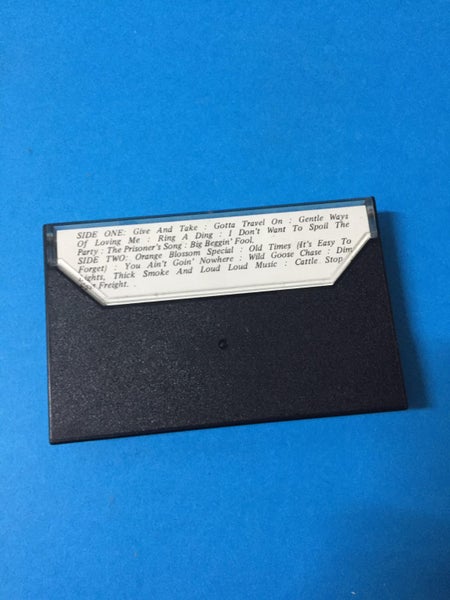 SIDE ONE: Give And Take : Gotta Travel On : Gentle Ways
Of Loving Me : Ring A Ding : I Don't Want To Spoil The
Party : The Prisoner's Song : Big Beggin' Fool.
SIDE TWO: Orange Blossom Special : Old Times (It's Easy To
Forget) : You Ain't Goin' Nowhere : Wild Goose Chase : Dim
Lights, Thick Smoke And Loud Loud Music : Cattle Stop
Freight.